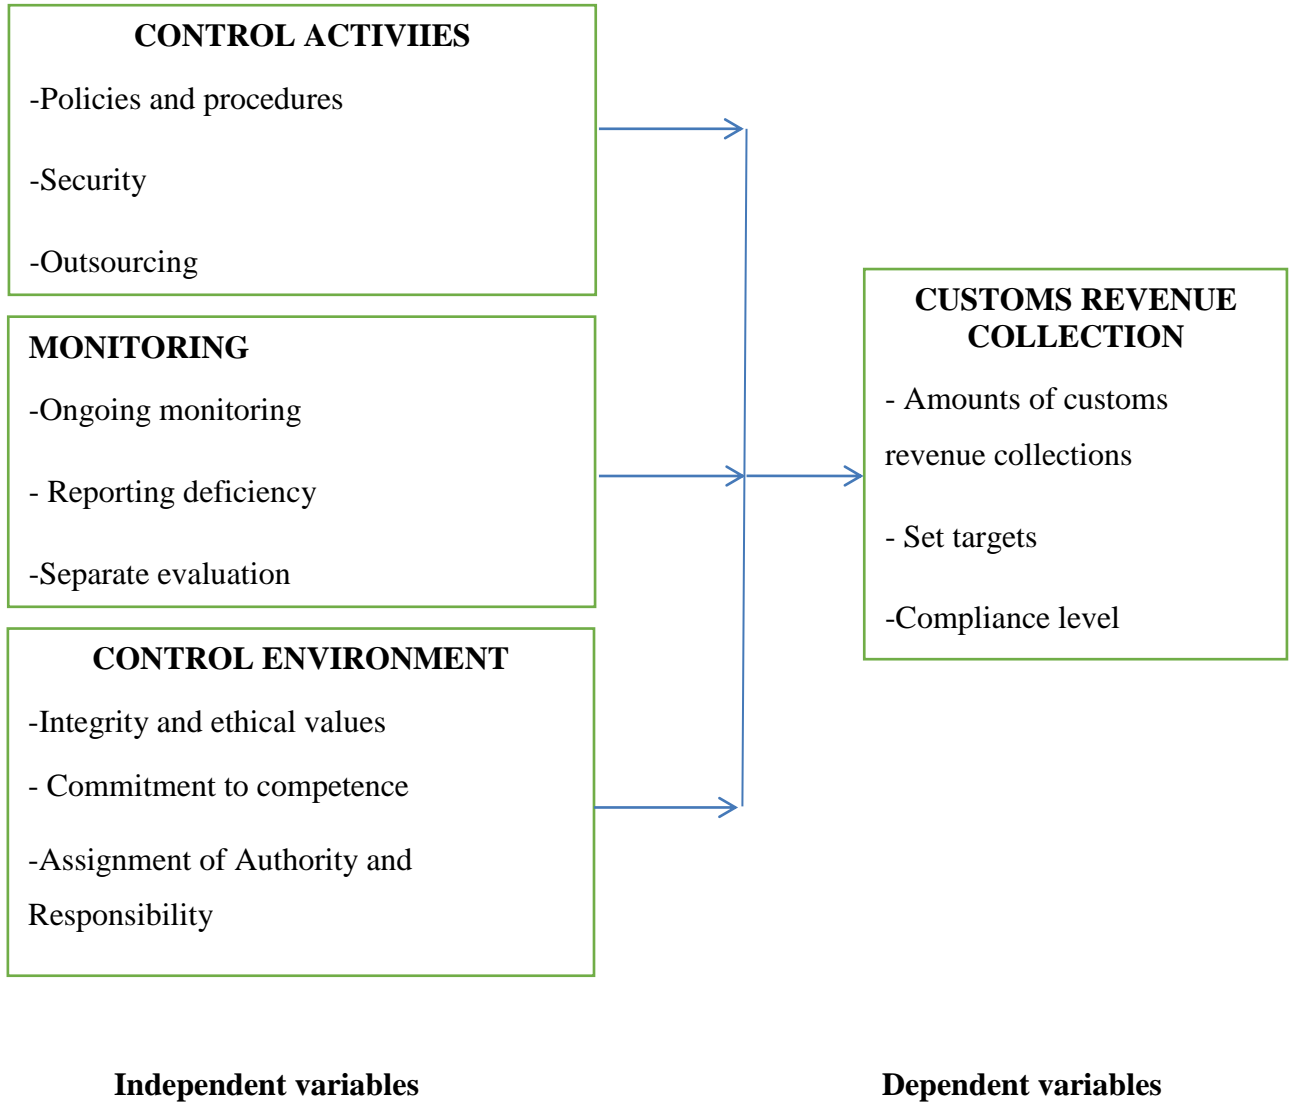 CONTROL ACTIVIIES
-Policies and procedures
-Security
-Outsourcing
MONITORING
-Ongoing monitoring
- Reporting deficiency
-Separate evaluation
CONTROL ENVIRONMENT
-Integrity and ethical values
- Commitment to competence
-Assignment of Authority and
Responsibility
CUSTOMS REVENUE
COLLECTION
- Amounts of customs
revenue collections
- Set targets
-Compliance level
Independent variables
Dependent variables